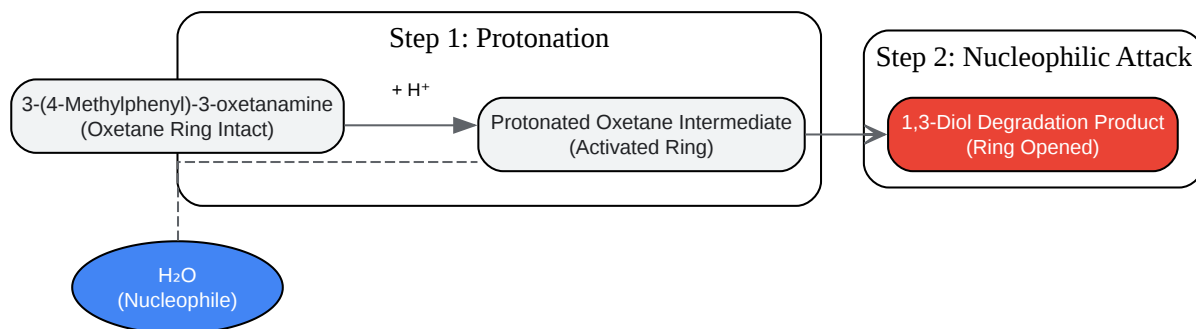 Step 1: Protonation
3-(4-Methylphenyl)-3-oxetanamine
(Oxetane Ring Intact)
+ H⁺
Protonated Oxetane Intermediate
(Activated Ring)
Step 2: Nucleophilic Attack
1,3-Diol Degradation Product
(Ring Opened)
H₂O
(Nucleophile)